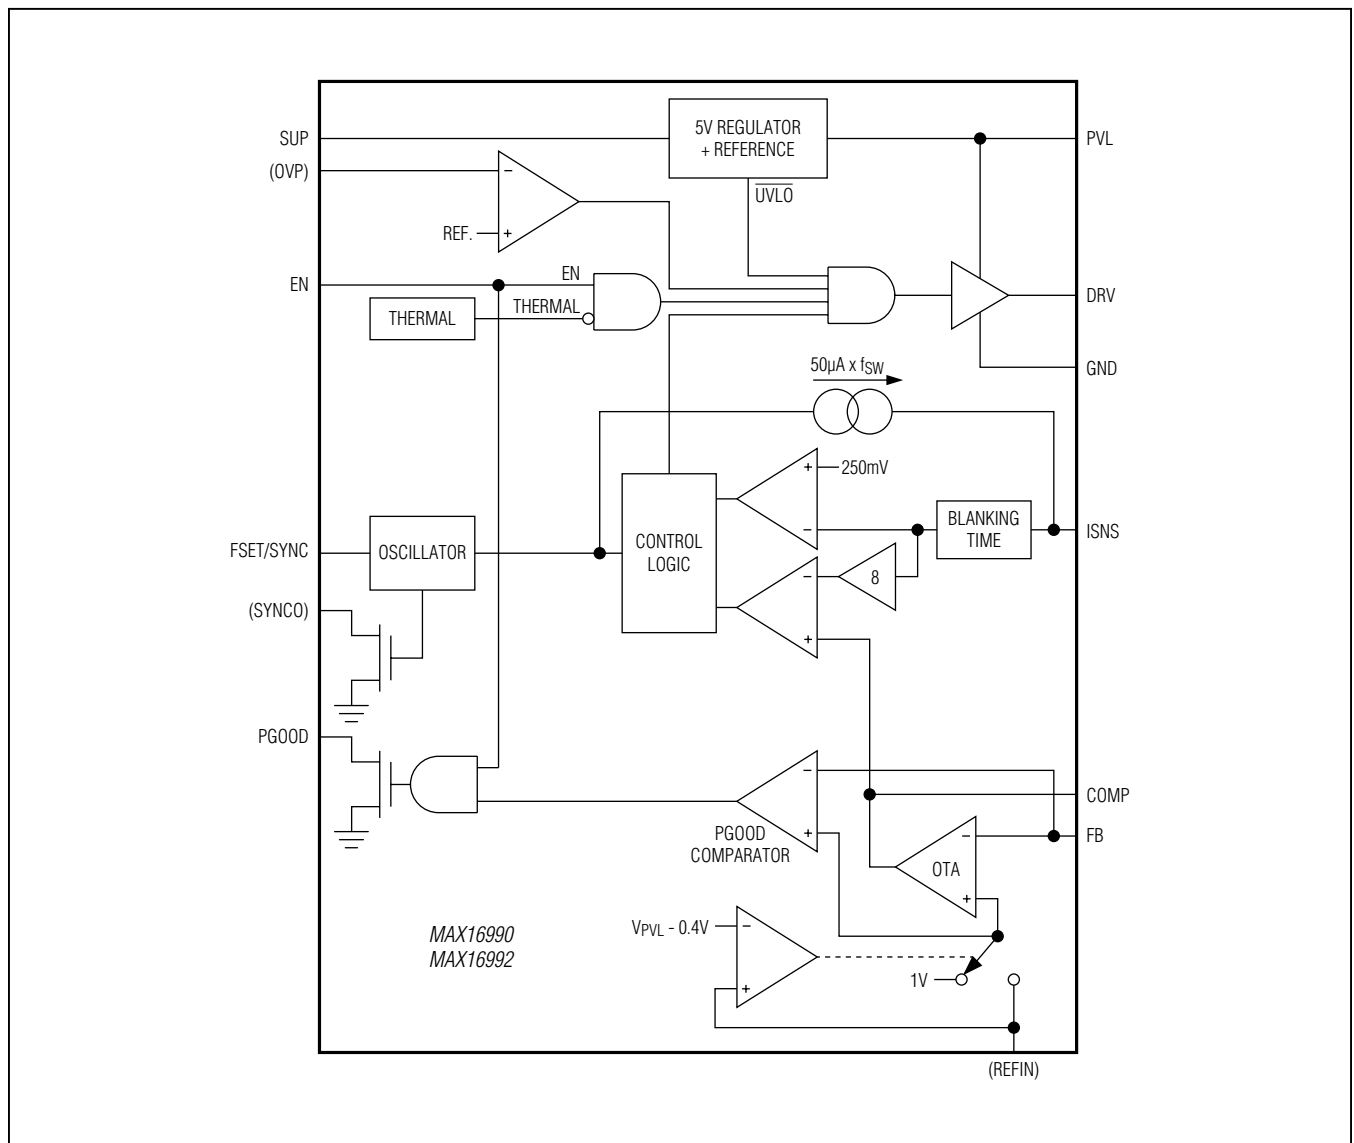 SUP
5V REGULATOR
+ REFERENCE
PVL
(OVP)
−
UVLO
REF.
+
EN
EN
THERMAL
THERMAL
DRV
GND
50µA x fSW
+
250mV
−
BLANKING
TIME
ISNS
FSET/SYNC
OSCILLATOR
CONTROL
LOGIC
−
8
+
(SYNCO)
PGOOD
−
COMP
+
PGOOD
COMPARATOR
−
FB
OTA
+
MAX16990
MAX16992
VPVL - 0.4V
−
+
1V
(REFIN)